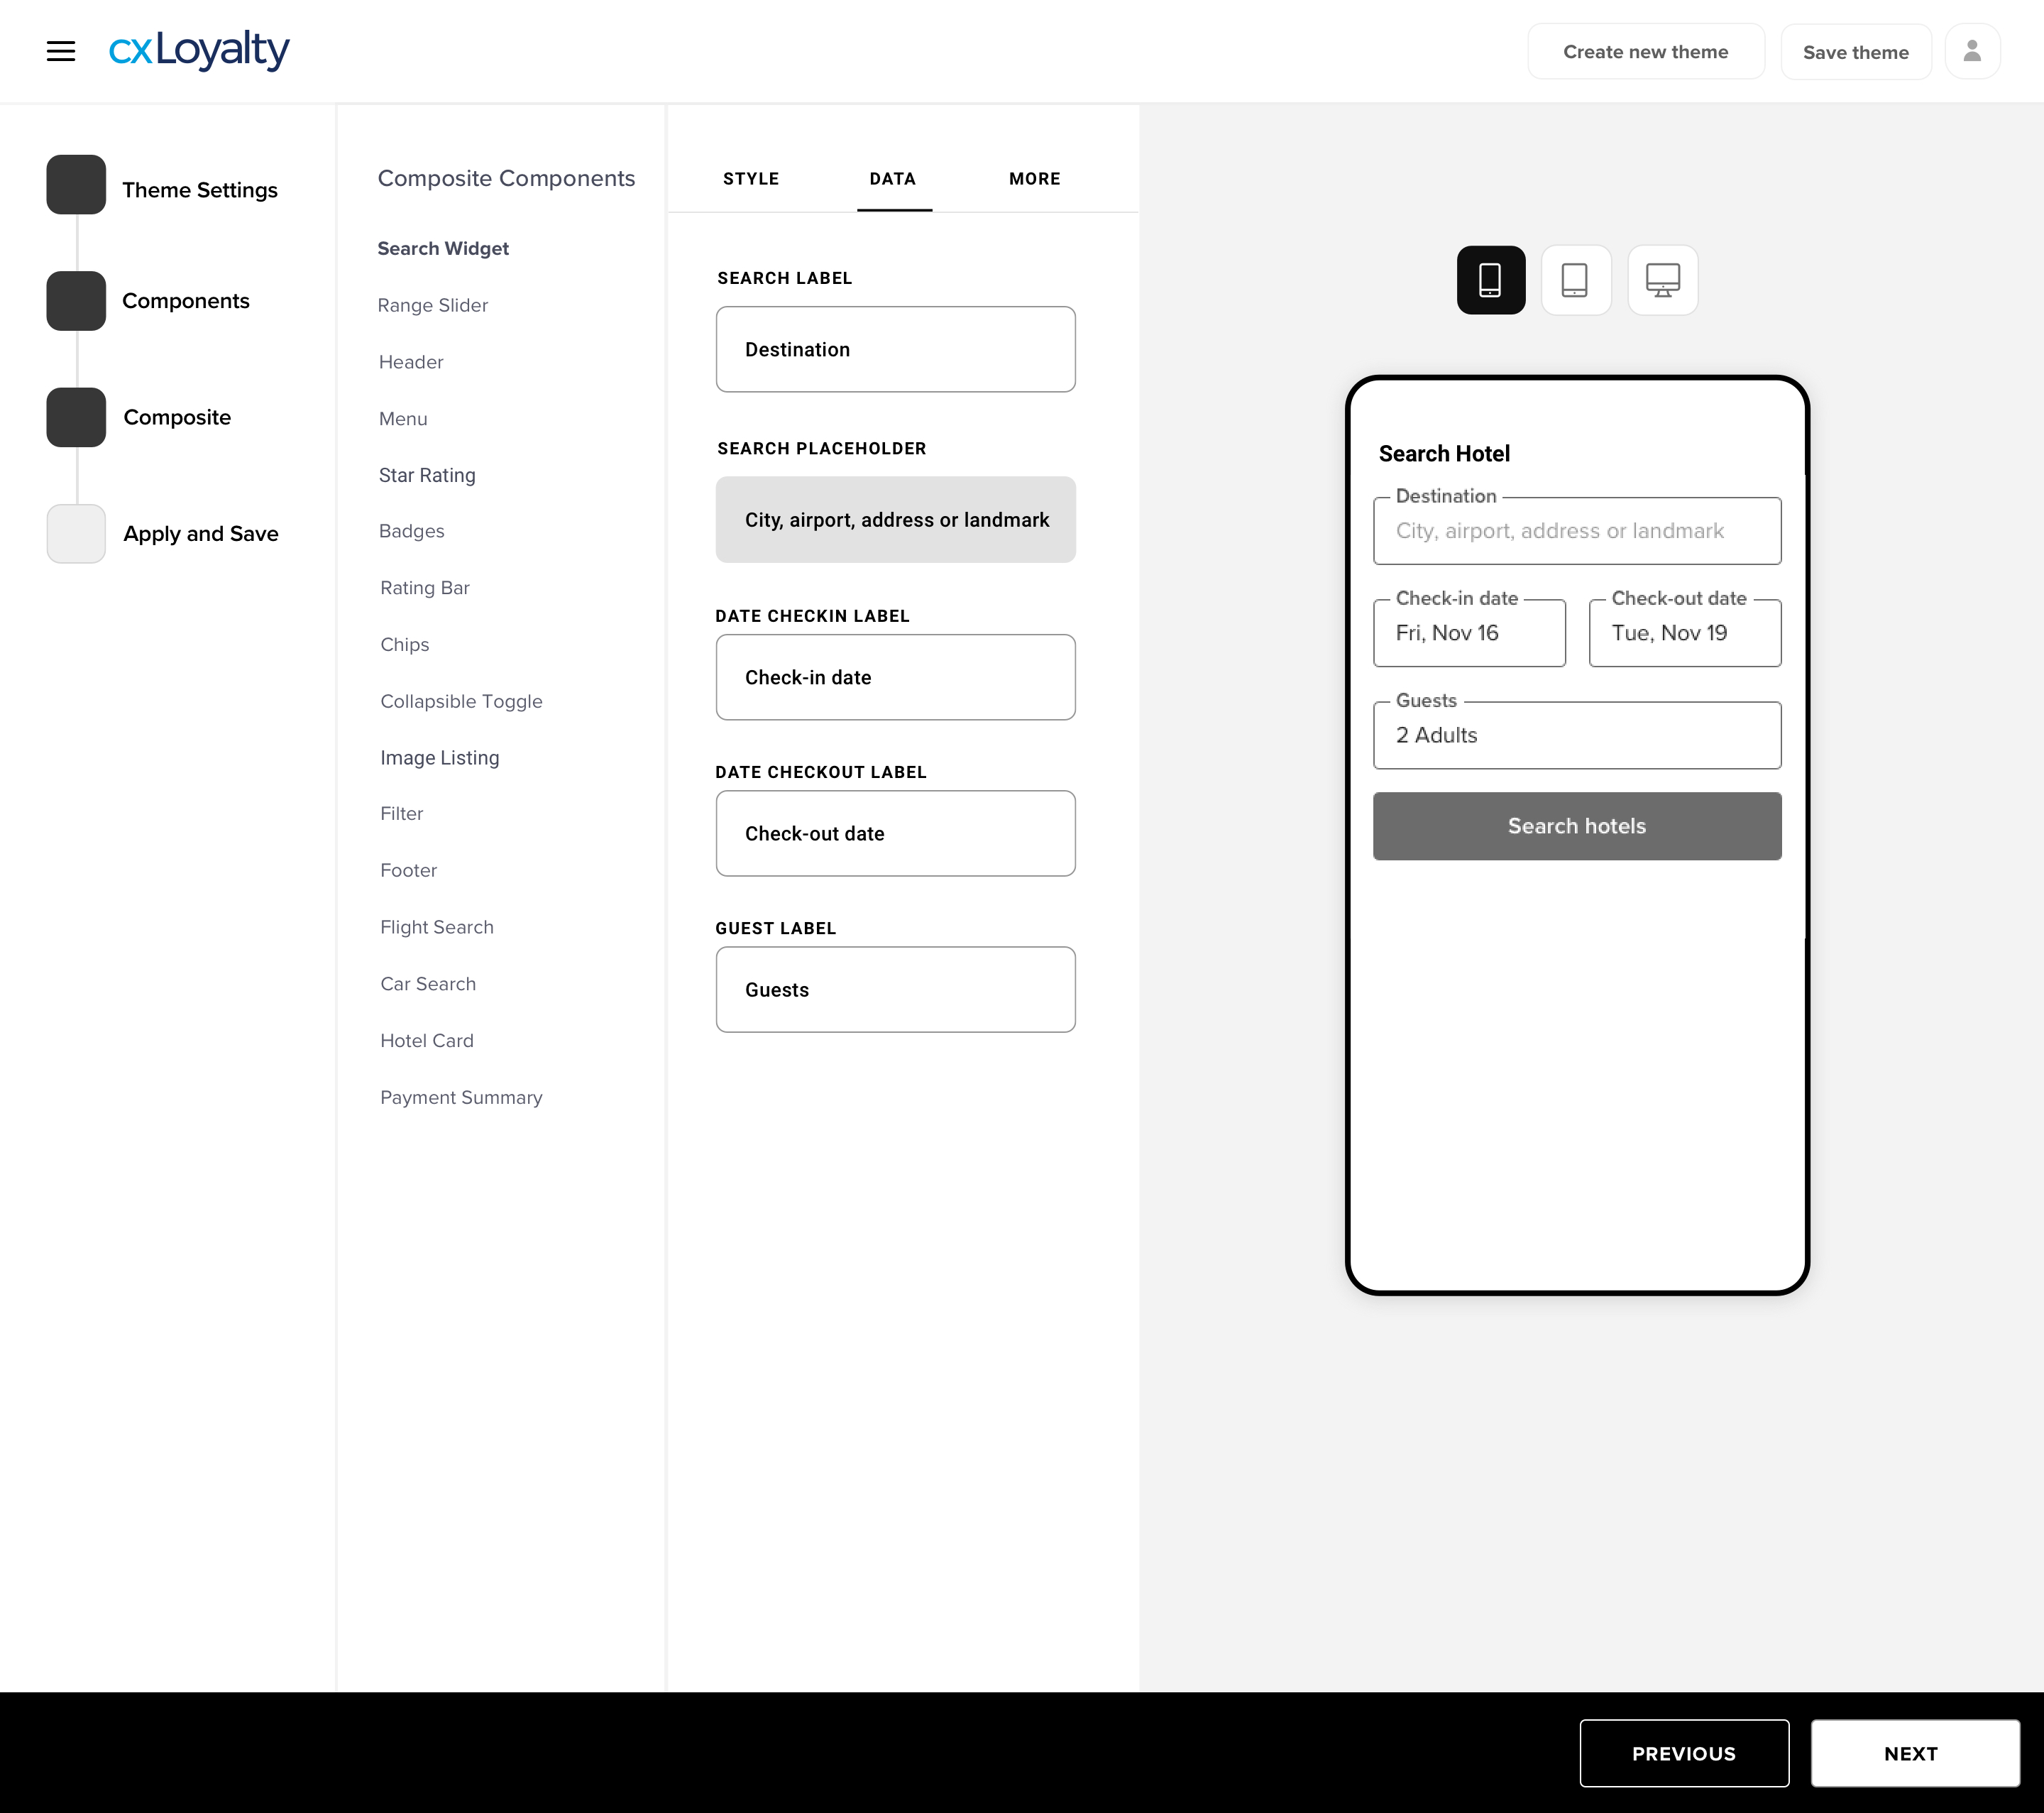 cxLoyalty
Create new theme
Save theme
Theme Settings
Components
Composite
Apply and Save
Composite Components
Search Widget
Range Slider
Header
Menu
Star Rating
Badges
Rating Bar
Chips
Collapsible Toggle
Image Listing
Filter
Footer
Flight Search
Car Search
Hotel Card
Payment Summary
STYLE
DATA
MORE
SEARCH LABEL
Destination
SEARCH PLACEHOLDER
City, airport, address or landmark
DATE CHECKIN LABEL
Check-in date
DATE CHECKOUT LABEL
Check-out date
GUEST LABEL
Guests
Search Hotel
Destination
City, airport, address or landmark
Check-in date
Fri, Nov 16
Check-out date
Tue, Nov 19
Guests
2 Adults
Search hotels
PREVIOUS
NEXT